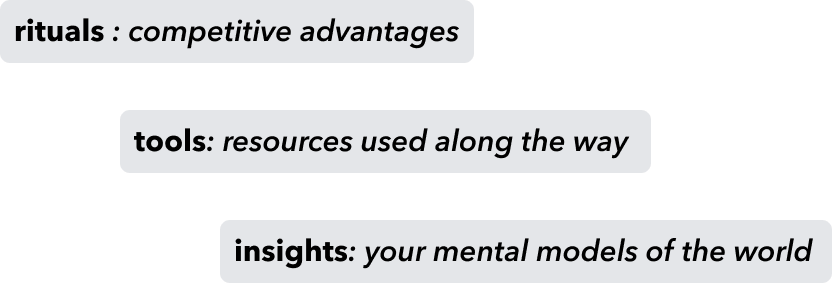 rituals : competitive advantages
tools: resources used along the way
insights: your mental models of the world